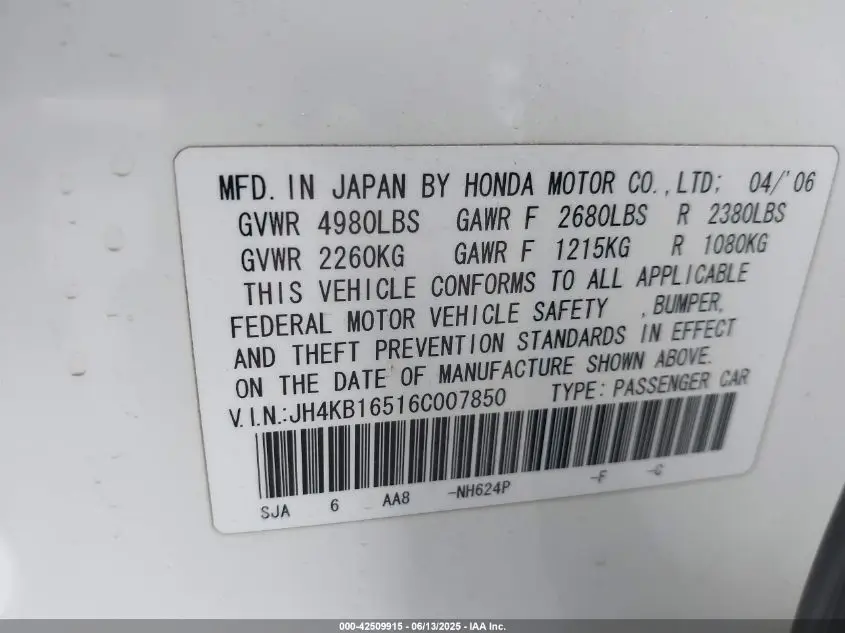 MFD. IN JAPAN BY HONDA MOTOR CO., LTD; 04/'06
GVWR 4980LBS GAWR F 2680LBS R 2380LBS
GVWR 2260KG GAWR F 1215KG R 1080KG
THIS VEHICLE CONFORMS TO ALL APPLICABLE
FEDERAL MOTOR VEHICLE SAFETY , BUMPER,
AND THEFT PREVENTION STANDARDS IN EFFECT
ON THE DATE OF MANUFACTURE SHOWN ABOVE.
V.I.N.:JH4KB16516C007850 TYPE: PASSENGER CAR
SJA 6 AA8 -NH624P -F -C
000-42509915 - 06/13/2025 - IAA Inc.